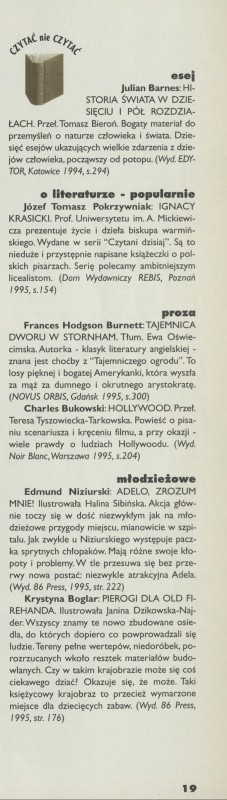 CZYTAĆ nie CZYTAĆ
esej
Julian Barnes: HI-
STORIA ŚWIATA W DZIE-
SIĘCIU I PÓŁ ROZDZIA-
ŁACH. Przeł. Tomasz Bieroń. Bogaty materiał do
przemyśleń o naturze człowieka i świata. Dzie-
sięć esejów ukazujących wielkie zdarzenia z dzie-
jów człowieka, począwszy od potopu. (Wyd. EDY-
TOR, Katowice 1994, s.294)
o literaturze - popularnie
Józef Tomasz Pokrzywniak: IGNACY
KRASICKI. Prof. Uniwersytetu im. A. Mickiewi-
cza prezentuje życie i dzieła biskupa warmiń-
skiego. Wydane w serii "Czytani dzisiaj". Są to
nieduże i przystępnie napisane książeczki o pol-
skich pisarzach. Serię polecamy ambitniejszym
licealistom. (Dom Wydawniczy REBIS, Poznań
1995, s.154)
proza
Frances Hodgson Burnett: TAJEMNICA
DWORU W STORNHAM. Tłum. Ewa Oświe-
cimska. Autorka - klasyk literatury angielskiej -
znana jest choćby z "Tajemniczego ogrodu". To
losy pięknej i bogatej Amerykanki, która wyszła
za mąż za dumnego i okrutnego arystokratę.
(NOVUS ORBIS, Gdańsk 1995, s.300)
Charles Bukowski: HOLLYWOOD. Przeł.
Teresa Tyszowiecka-Tarkowska. Powieść o pisa-
niu scenariusza i kręceniu filmu, a przy okazji -
wiele prawdy o ludziach Hollywoodu. (Wyd.
Noir Blanc, Warszawa 1995, s.204)
młodzieżowe
Edmund Niziurski: ADELO, ZROZUM
MNIE! Ilustrowała Halina Sibińska. Akcja głów-
nie toczy się w dość niezwykłym jak na mło-
dzieżowe przygody miejscu, mianowicie w szpi-
talu. Jak zwykle u Niziurskiego występuje pacz-
ka sprytnych chłopaków. Mają różne swoje kło-
poty i problemy. W tle przesuwa się bez prze-
rwy nowa postać: niezwykle atrakcyjna Adela.
(Wyd. 86 Press, 1995, str. 222)
Krystyna Boglar: PIEROGI DLA OLD FI-
REHANDA. Ilustrowała Janina Dzikowska-Naj-
der. Wszyscy znamy te nowo zbudowane osie-
dla, do których dopiero co powprowadzali się
ludzie. Tereny pełne wertepów, niedoróbek, po-
rozrzucanych wkoło resztek materiałów budo-
wlanych. Czy w takim krajobrazie może się coś
ciekawego dziać? Okazuje się, że może. Taki
księżycowy krajobraz to przecież wymarzone
miejsce dla dziecięcych zabaw. (Wyd. 86 Press,
1995, str. 176)
19